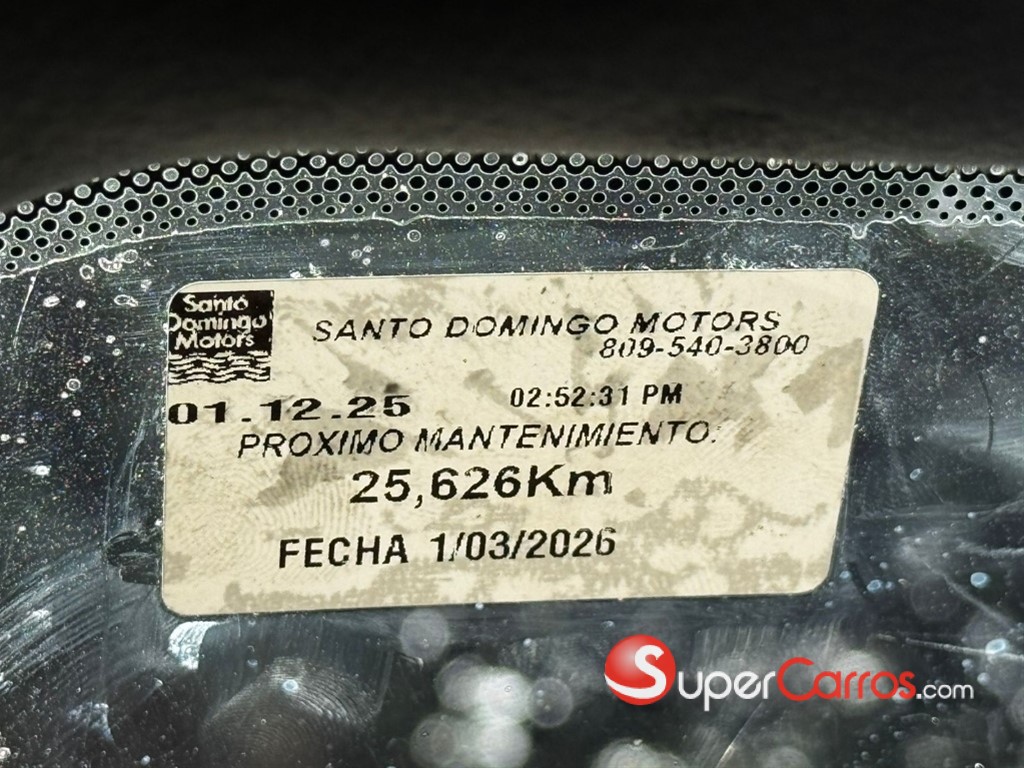 Santo
Domingo
Motors
SANTO DOMINGO MOTORS
809-540-3800
01.12.25 02:52:31 PM
PROXIMO MANTENIMIENTO:
25,626Km
FECHA 1/03/2026
SuperCarros.com